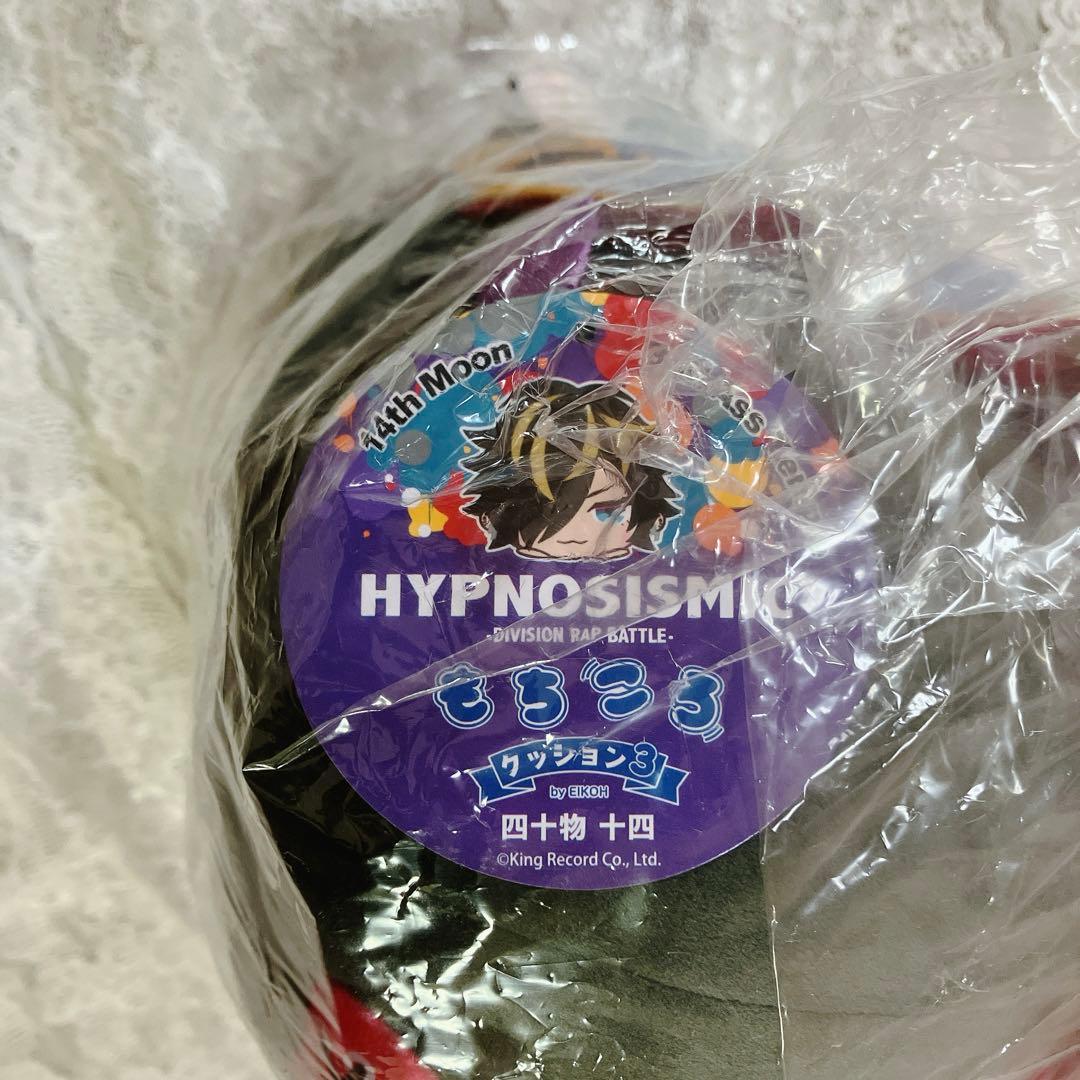 14th Moon
HYPNOSISMIC
-DIVISION RAP BATTLE-
もちころ
クッション3
by EIKOH
四十物 十四
©King Record Co., Ltd.